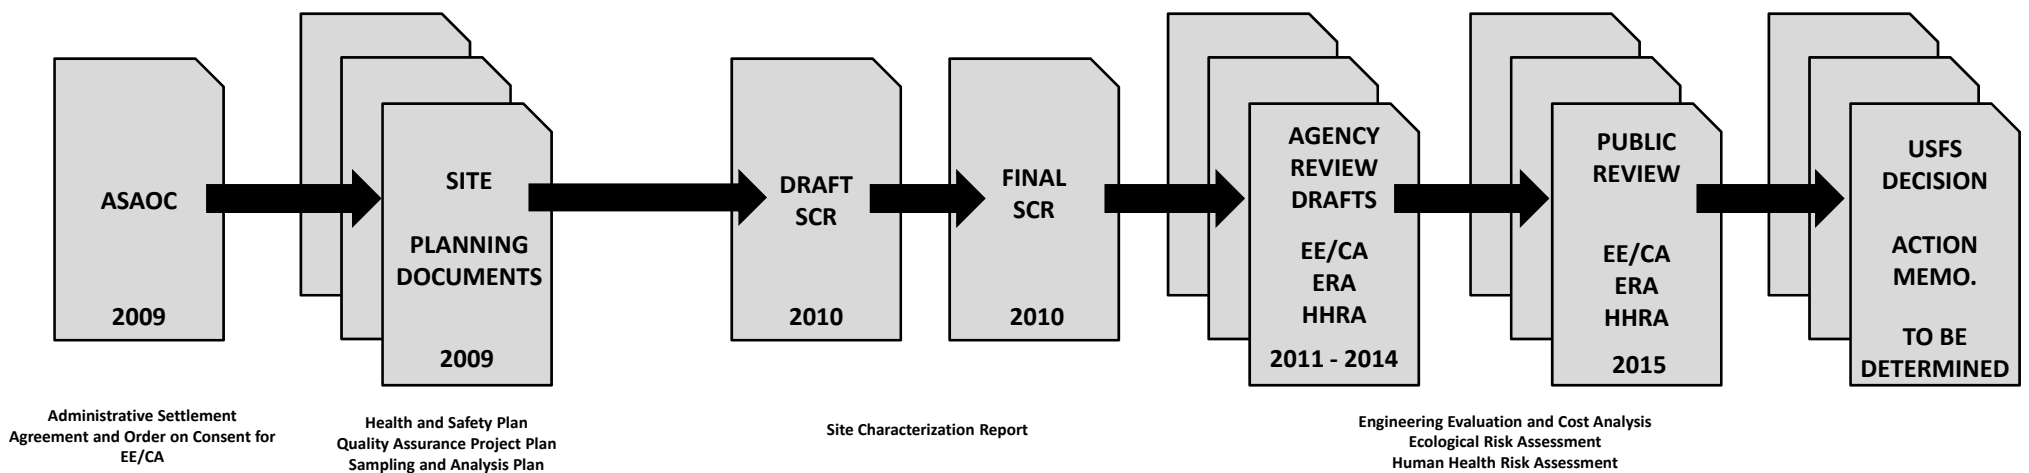 ASAOC
2009
SITE
PLANNING
DOCUMENTS
2009
DRAFT
SCR
2010
FINAL
SCR
2010
AGENCY
REVIEW
DRAFTS
EE/CA
ERA
HHRA
2011 - 2014
PUBLIC
REVIEW
EE/CA
ERA
HHRA
2015
USFS
DECISION
ACTION
MEMO.
TO BE
DETERMINED
Administrative Settlement
Agreement and Order on Consent for
EE/CA
Health and Safety Plan
Quality Assurance Project Plan
Sampling and Analysis Plan
Site Characterization Report
Engineering Evaluation and Cost Analysis
Ecological Risk Assessment
Human Health Risk Assessment